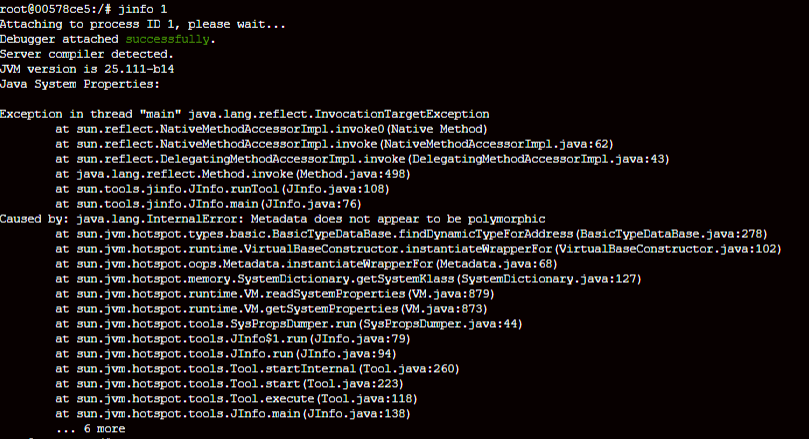 root@00578ce5:/# jinfo 1
Attaching to process ID 1, please wait...
Debugger attached successfully.
Server compiler detected.
JVM version is 25.111-b14
Java System Properties:
Exception in thread "main" java.lang.reflect.InvocationTargetException
at sun.reflect.NativeMethodAccessorImpl.invoke0(Native Method)
at sun.reflect.NativeMethodAccessorImpl.invoke(NativeMethodAccessorImpl.java:62)
at sun.reflect.DelegatingMethodAccessorImpl.invoke(DelegatingMethodAccessorImpl.java:43)
at java.lang.reflect.Method.invoke(Method.java:498)
at sun.tools.jinfo.JInfo.runTool(JInfo.java:108)
at sun.tools.jinfo.JInfo.main(JInfo.java:76)
Caused by: java.lang.InternalError: Metadata does not appear to be polymorphic
at sun.jvm.hotspot.types.basic.BasicTypeDataBase.findDynamicTypeForAddress(BasicTypeDataBase.java:278)
at sun.jvm.hotspot.runtime.VirtualBaseConstructor.instantiateWrapperFor(VirtualBaseConstructor.java:102)
at sun.jvm.hotspot.oops.Metadata.instantiateWrapperFor(Metadata.java:68)
at sun.jvm.hotspot.memory.SystemDictionary.getSystemKlass(SystemDictionary.java:127)
at sun.jvm.hotspot.runtime.VM.readSystemProperties(VM.java:879)
at sun.jvm.hotspot.runtime.VM.getSystemProperties(VM.java:873)
at sun.jvm.hotspot.tools.SysPropsDumper.run(SysPropsDumper.java:44)
at sun.jvm.hotspot.tools.JInfo$1.run(JInfo.java:79)
at sun.jvm.hotspot.tools.JInfo.run(JInfo.java:94)
at sun.jvm.hotspot.tools.Tool.startInternal(Tool.java:260)
at sun.jvm.hotspot.tools.Tool.start(Tool.java:223)
at sun.jvm.hotspot.tools.Tool.execute(Tool.java:118)
at sun.jvm.hotspot.tools.JInfo.main(JInfo.java:138)
... 6 more